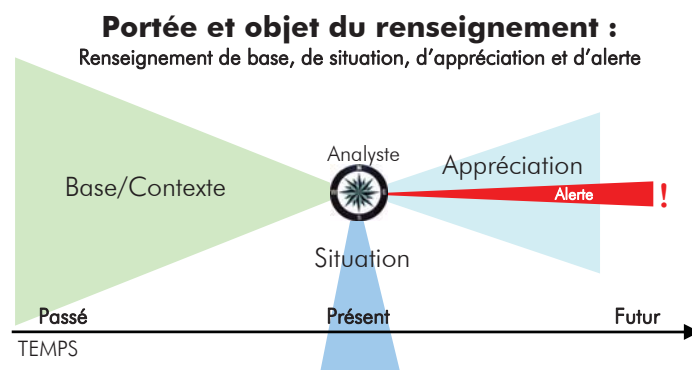 Portée et objet du renseignement :
Renseignement de base, de situation, d’appréciation et d’alerte
Analyste
Appréciation
Base/Contexte
Alerte
!
Situation
Passé
Présent
Futur
TEMPS